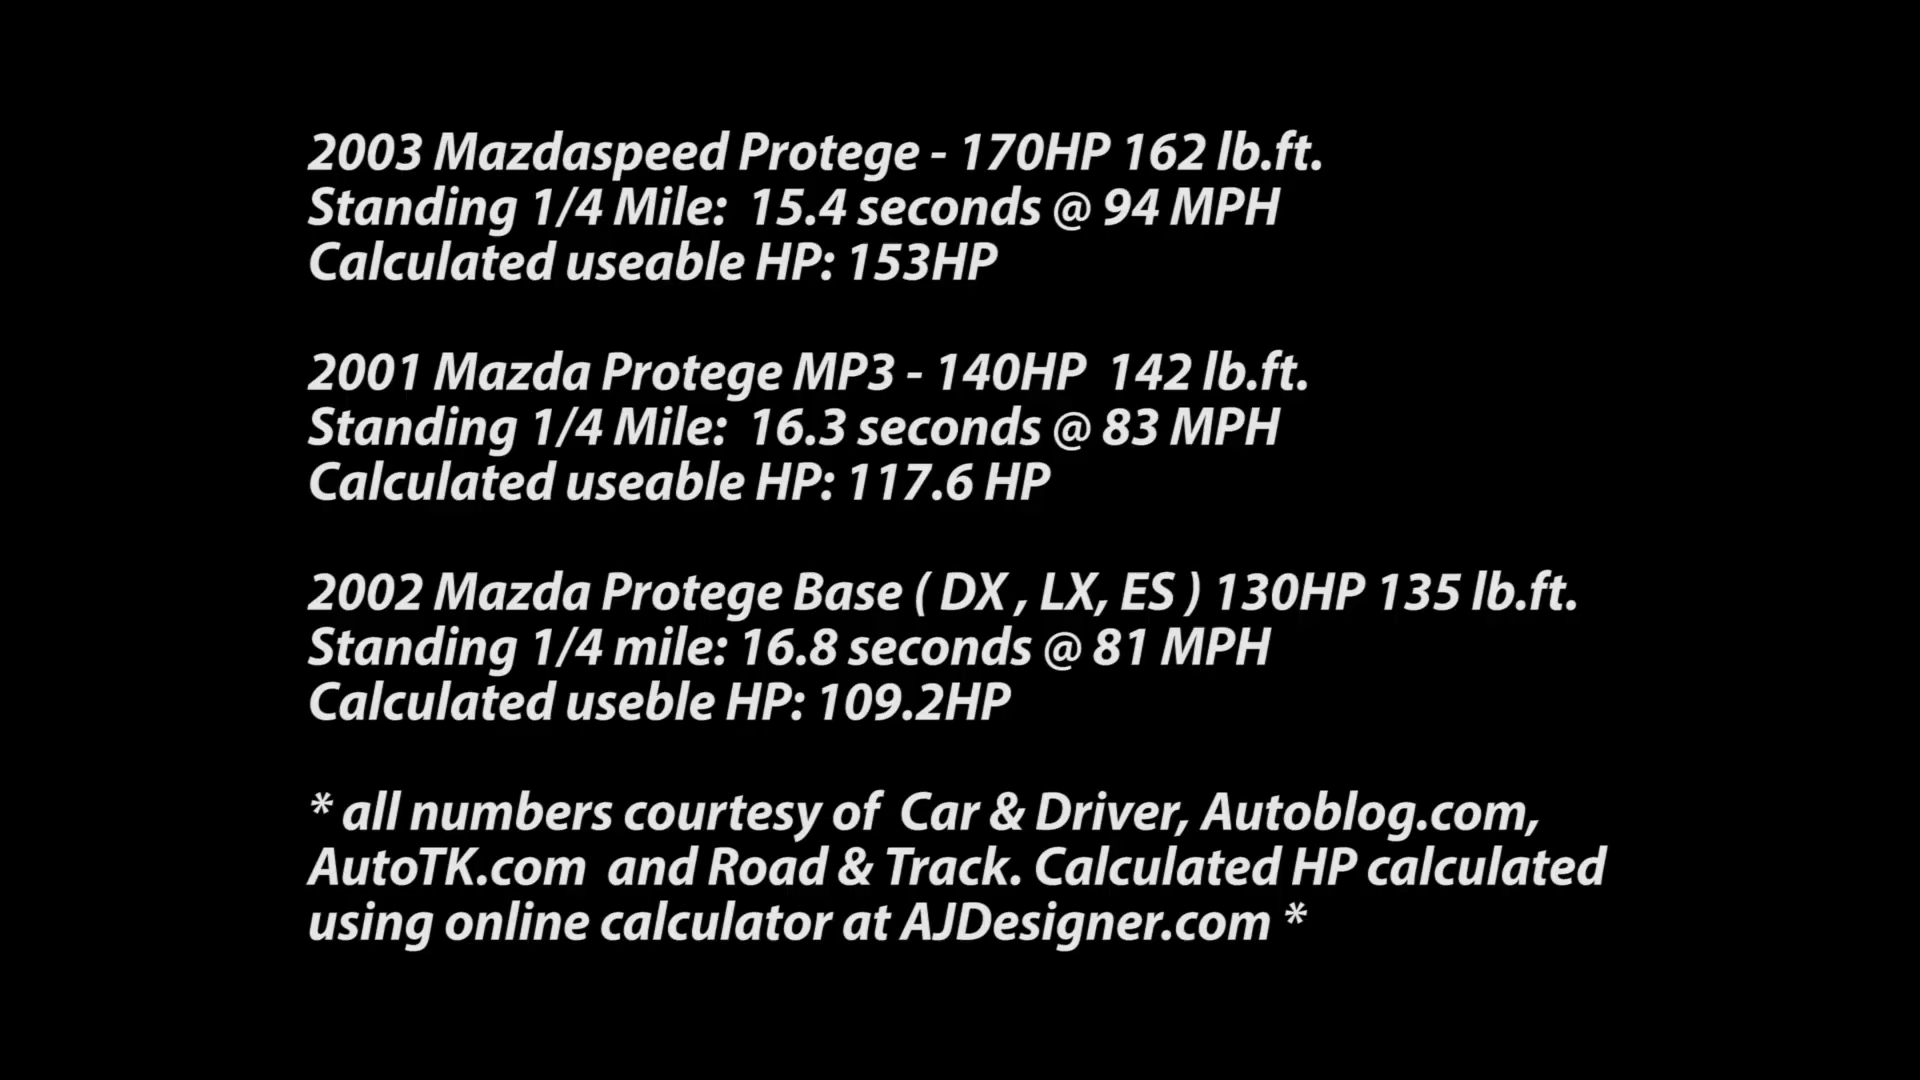 2003 Mazdaspeed Protege - 170HP 162 lb.ft.
Standing 1/4 Mile:  15.4 seconds @ 94 MPH
Calculated useable HP: 153HP
2001 Mazda Protege MP3 - 140HP  142 lb.ft.
Standing 1/4 Mile:  16.3 seconds @ 83 MPH
Calculated useable HP: 117.6 HP
2002 Mazda Protege Base ( DX , LX, ES ) 130HP 135 lb.ft.
Standing 1/4 mile: 16.8 seconds @ 81 MPH
Calculated useble HP: 109.2HP
* all numbers courtesy of  Car & Driver, Autoblog.com,
AutoTK.com  and Road & Track. Calculated HP calculated
using online calculator at AJDesigner.com *